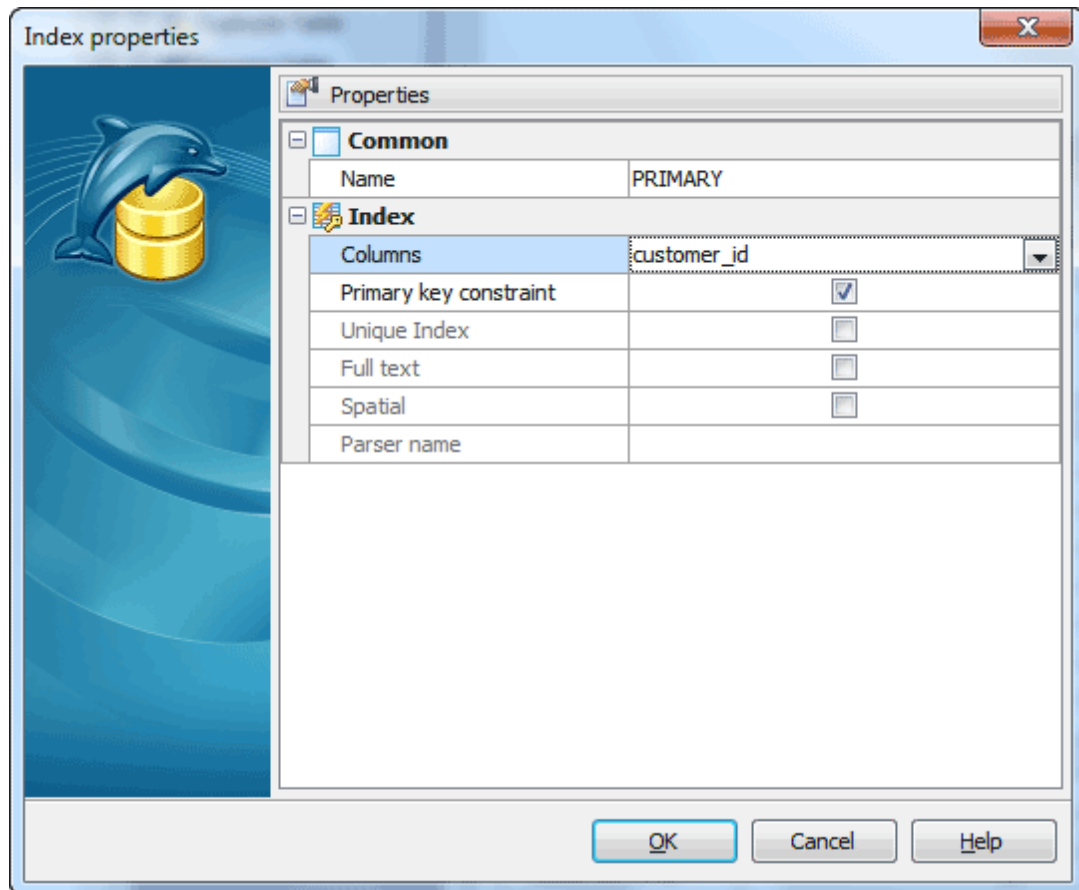 Index properties
Properties
Common
Name PRIMARY
Index
Columns customer_id
Primary key constraint
Unique Index
Full text
Spatial
Parser name
OK Cancel Help